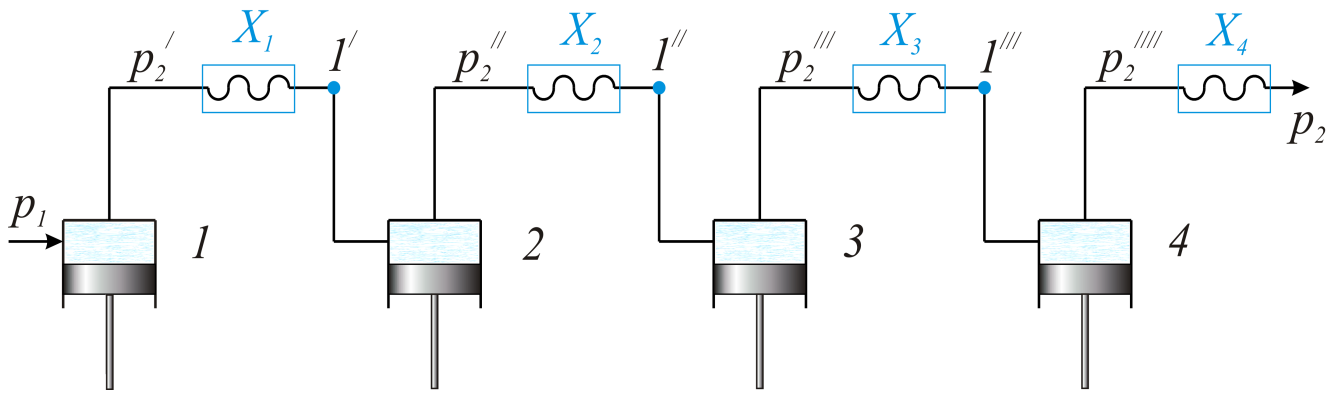 X₁ X₂ X₃ X₄
p₂′ 1′ p₂′′ 1′′ p₂′′′ 1′′′ p₂′′′′
p₂
p₁ 1 2 3 4